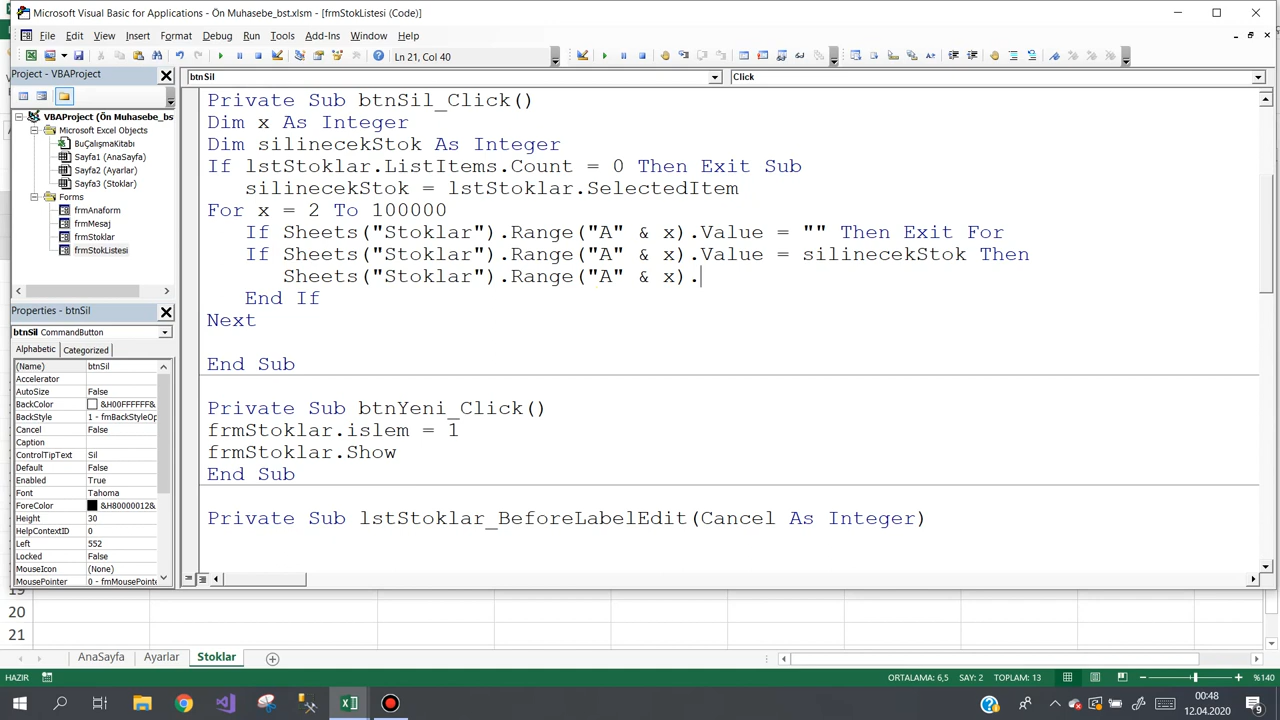 Microsoft Visual Basic for Applications - Ön Muhasebe_bst.xlsm - [frmStokListesi (Code)]
File Edit View Insert Format Debug Run Tools Add-Ins Window Help
Ln 21, Col 40
Project - VBAProject
VBAProject (Ön Muhasebe_bst
Microsoft Excel Objects
BuÇalışmaKitabı
Sayfa1 (AnaSayfa)
Sayfa2 (Ayarlar)
Sayfa3 (Stoklar)
Forms
frmAnaform
frmMesaj
frmStoklar
frmStokListesi
Properties - btnSil
btnSil CommandButton
Alphabetic Categorized
(Name) btnSil
Accelerator
AutoSize False
BackColor &H00FFFFFF&
BackStyle 1 - fmBackStyleOp
Cancel False
Caption
ControlTipText Sil
Default False
Enabled True
Font Tahoma
ForeColor &H80000012&
Height 30
HelpContextID 0
Left 552
Locked False
MouseIcon (None)
MousePointer 0 - fmMousePointe
btnSil Click
Private Sub btnSil_Click()
Dim x As Integer
Dim silinecekStok As Integer
If lstStoklar.ListItems.Count = 0 Then Exit Sub
silinecekStok = lstStoklar.SelectedItem
For x = 2 To 100000
If Sheets("Stoklar").Range("A" & x).Value = "" Then Exit For
If Sheets("Stoklar").Range("A" & x).Value = silinecekStok Then
Sheets("Stoklar").Range("A" & x).
End If
Next
End Sub
Private Sub btnYeni_Click()
frmStoklar.islem = 1
frmStoklar.Show
End Sub
Private Sub lstStoklar_BeforeLabelEdit(Cancel As Integer)
19
20
21
AnaSayfa Ayarlar Stoklar
HAZIR
ORTALAMA: 6,5 SAY: 2 TOPLAM: 13
%140
00:48
12.04.2020
9